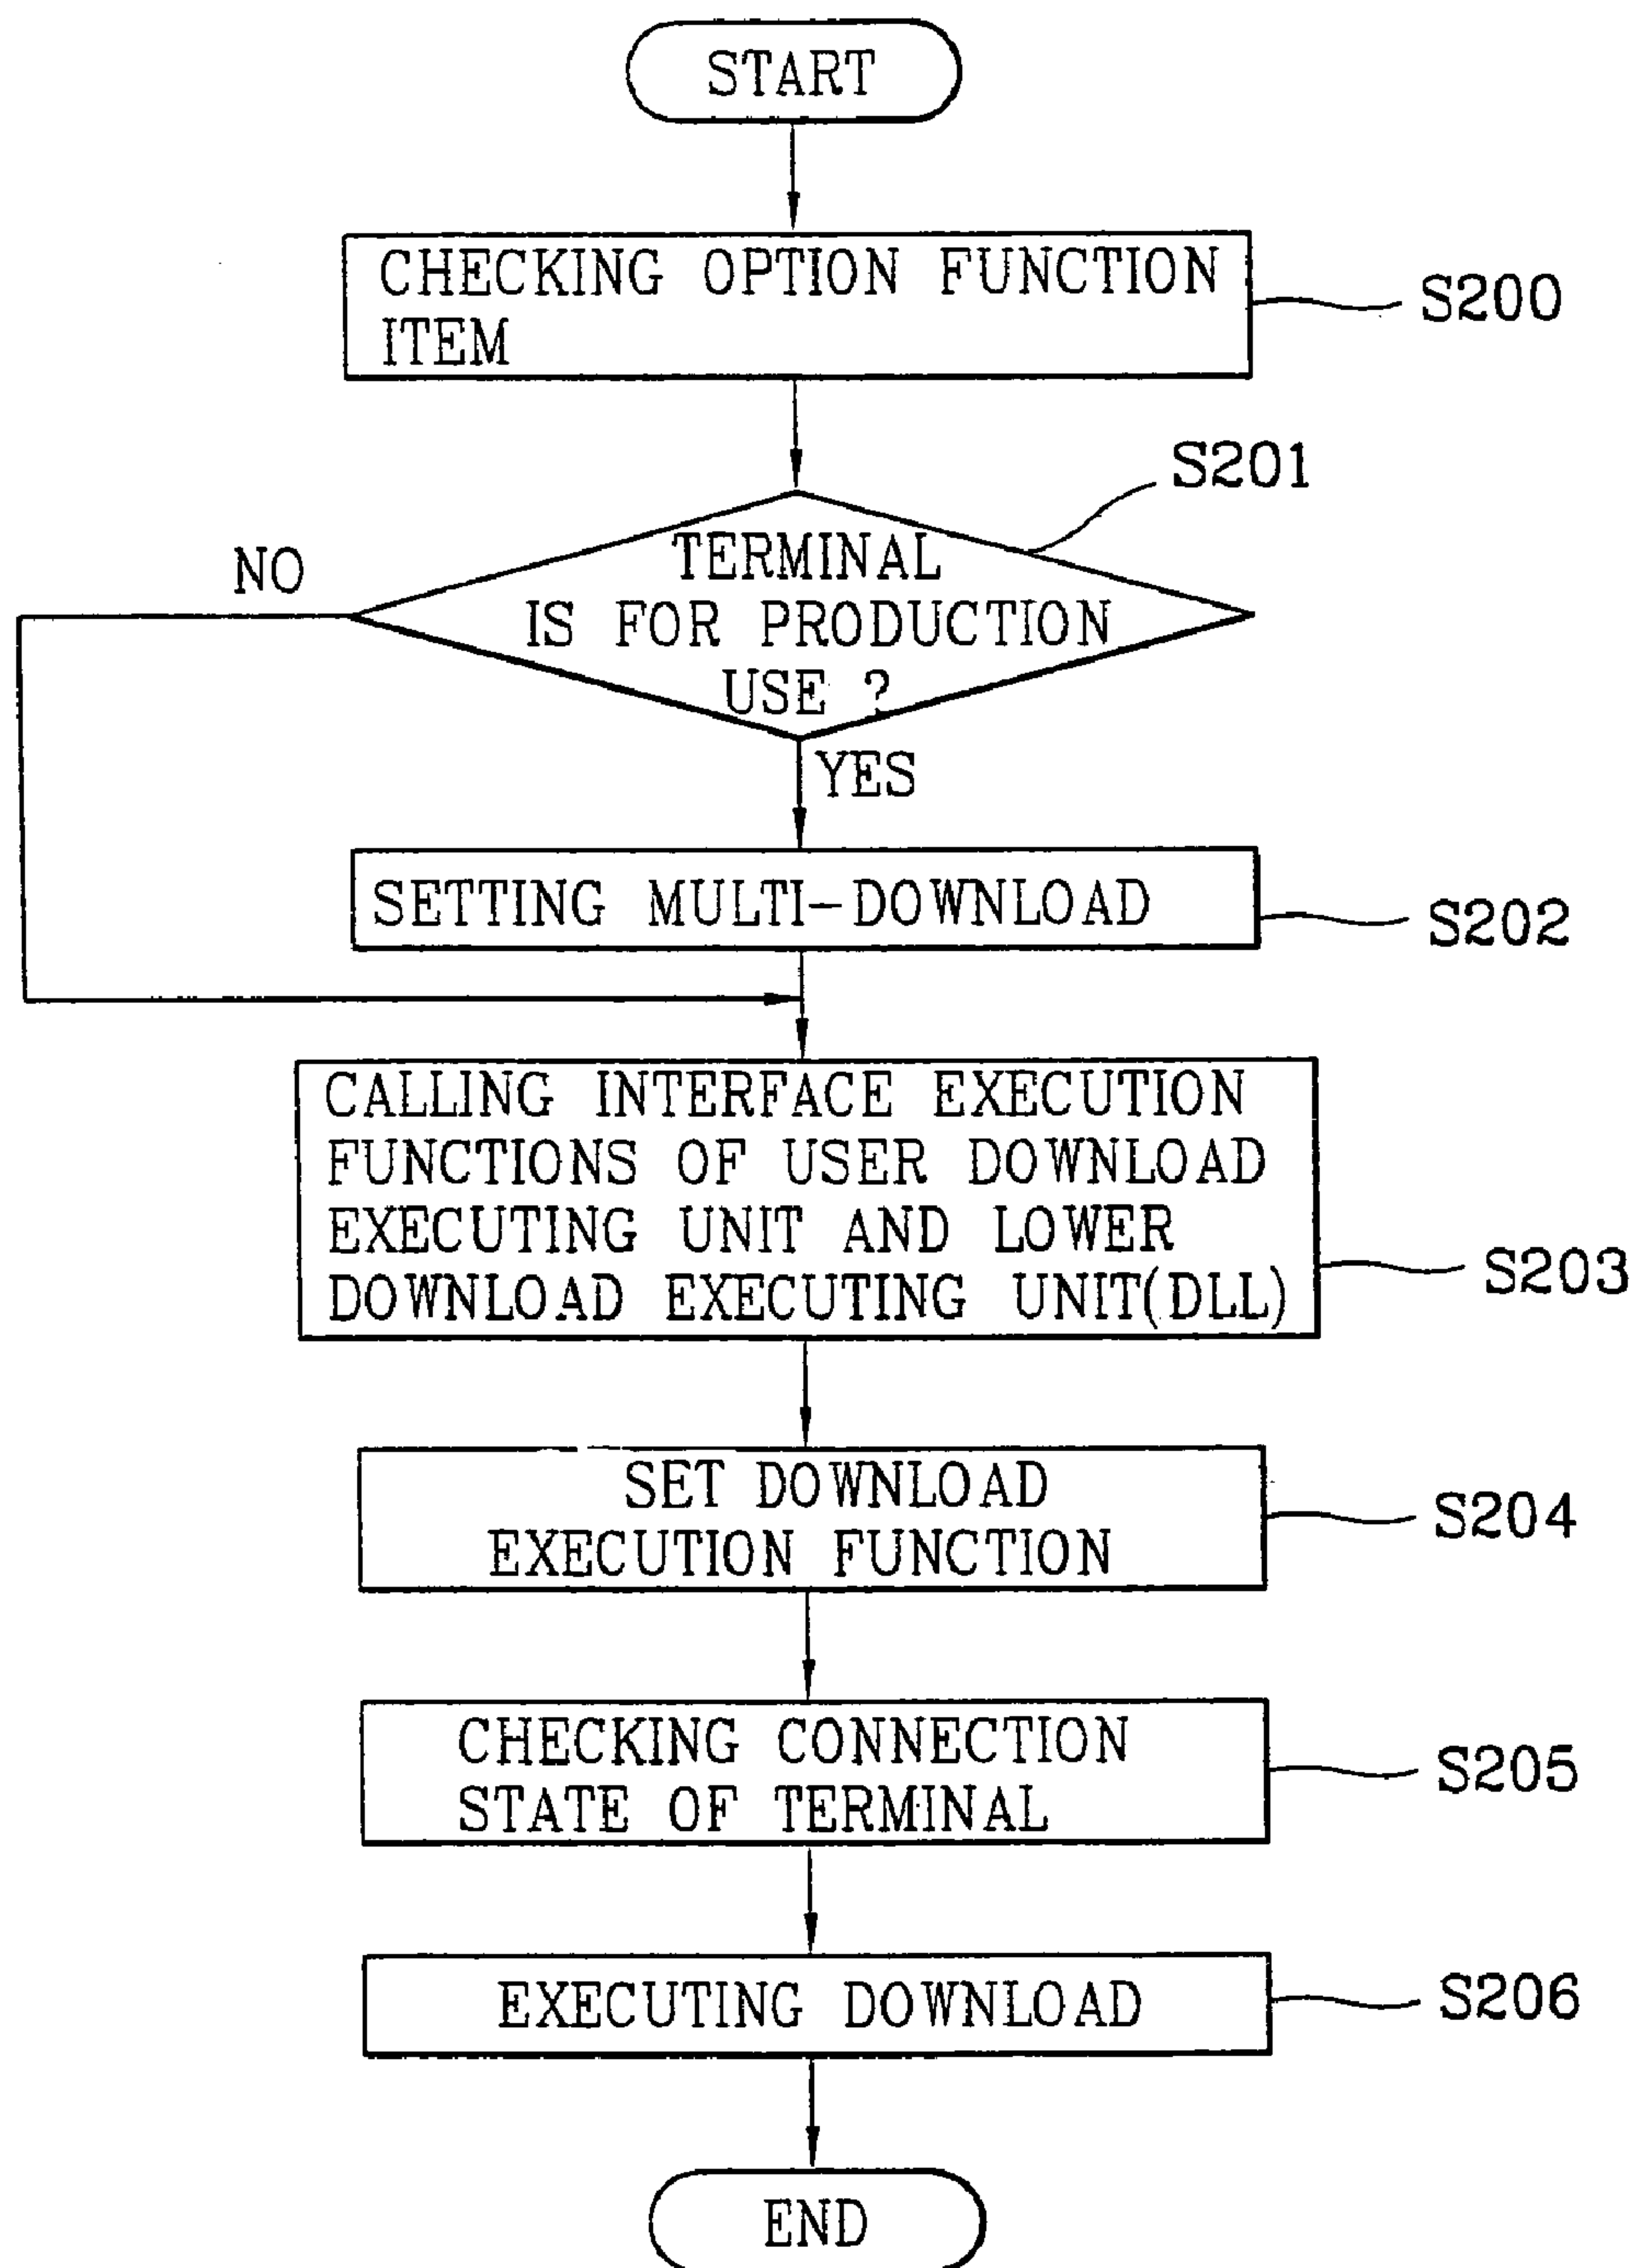 START
CHECKING OPTION FUNCTION
ITEM
S200
S201
TERMINAL
IS FOR PRODUCTION
USE ?
NO
YES
SETTING MULTI-DOWNLOAD
S202
CALLING INTERFACE EXECUTION
FUNCTIONS OF USER DOWNLOAD
EXECUTING UNIT AND LOWER
DOWNLOAD EXECUTING UNIT(DLL)
S203
SET DOWNLOAD
EXECUTION FUNCTION
S204
CHECKING CONNECTION
STATE OF TERMINAL
S205
EXECUTING DOWNLOAD
S206
END